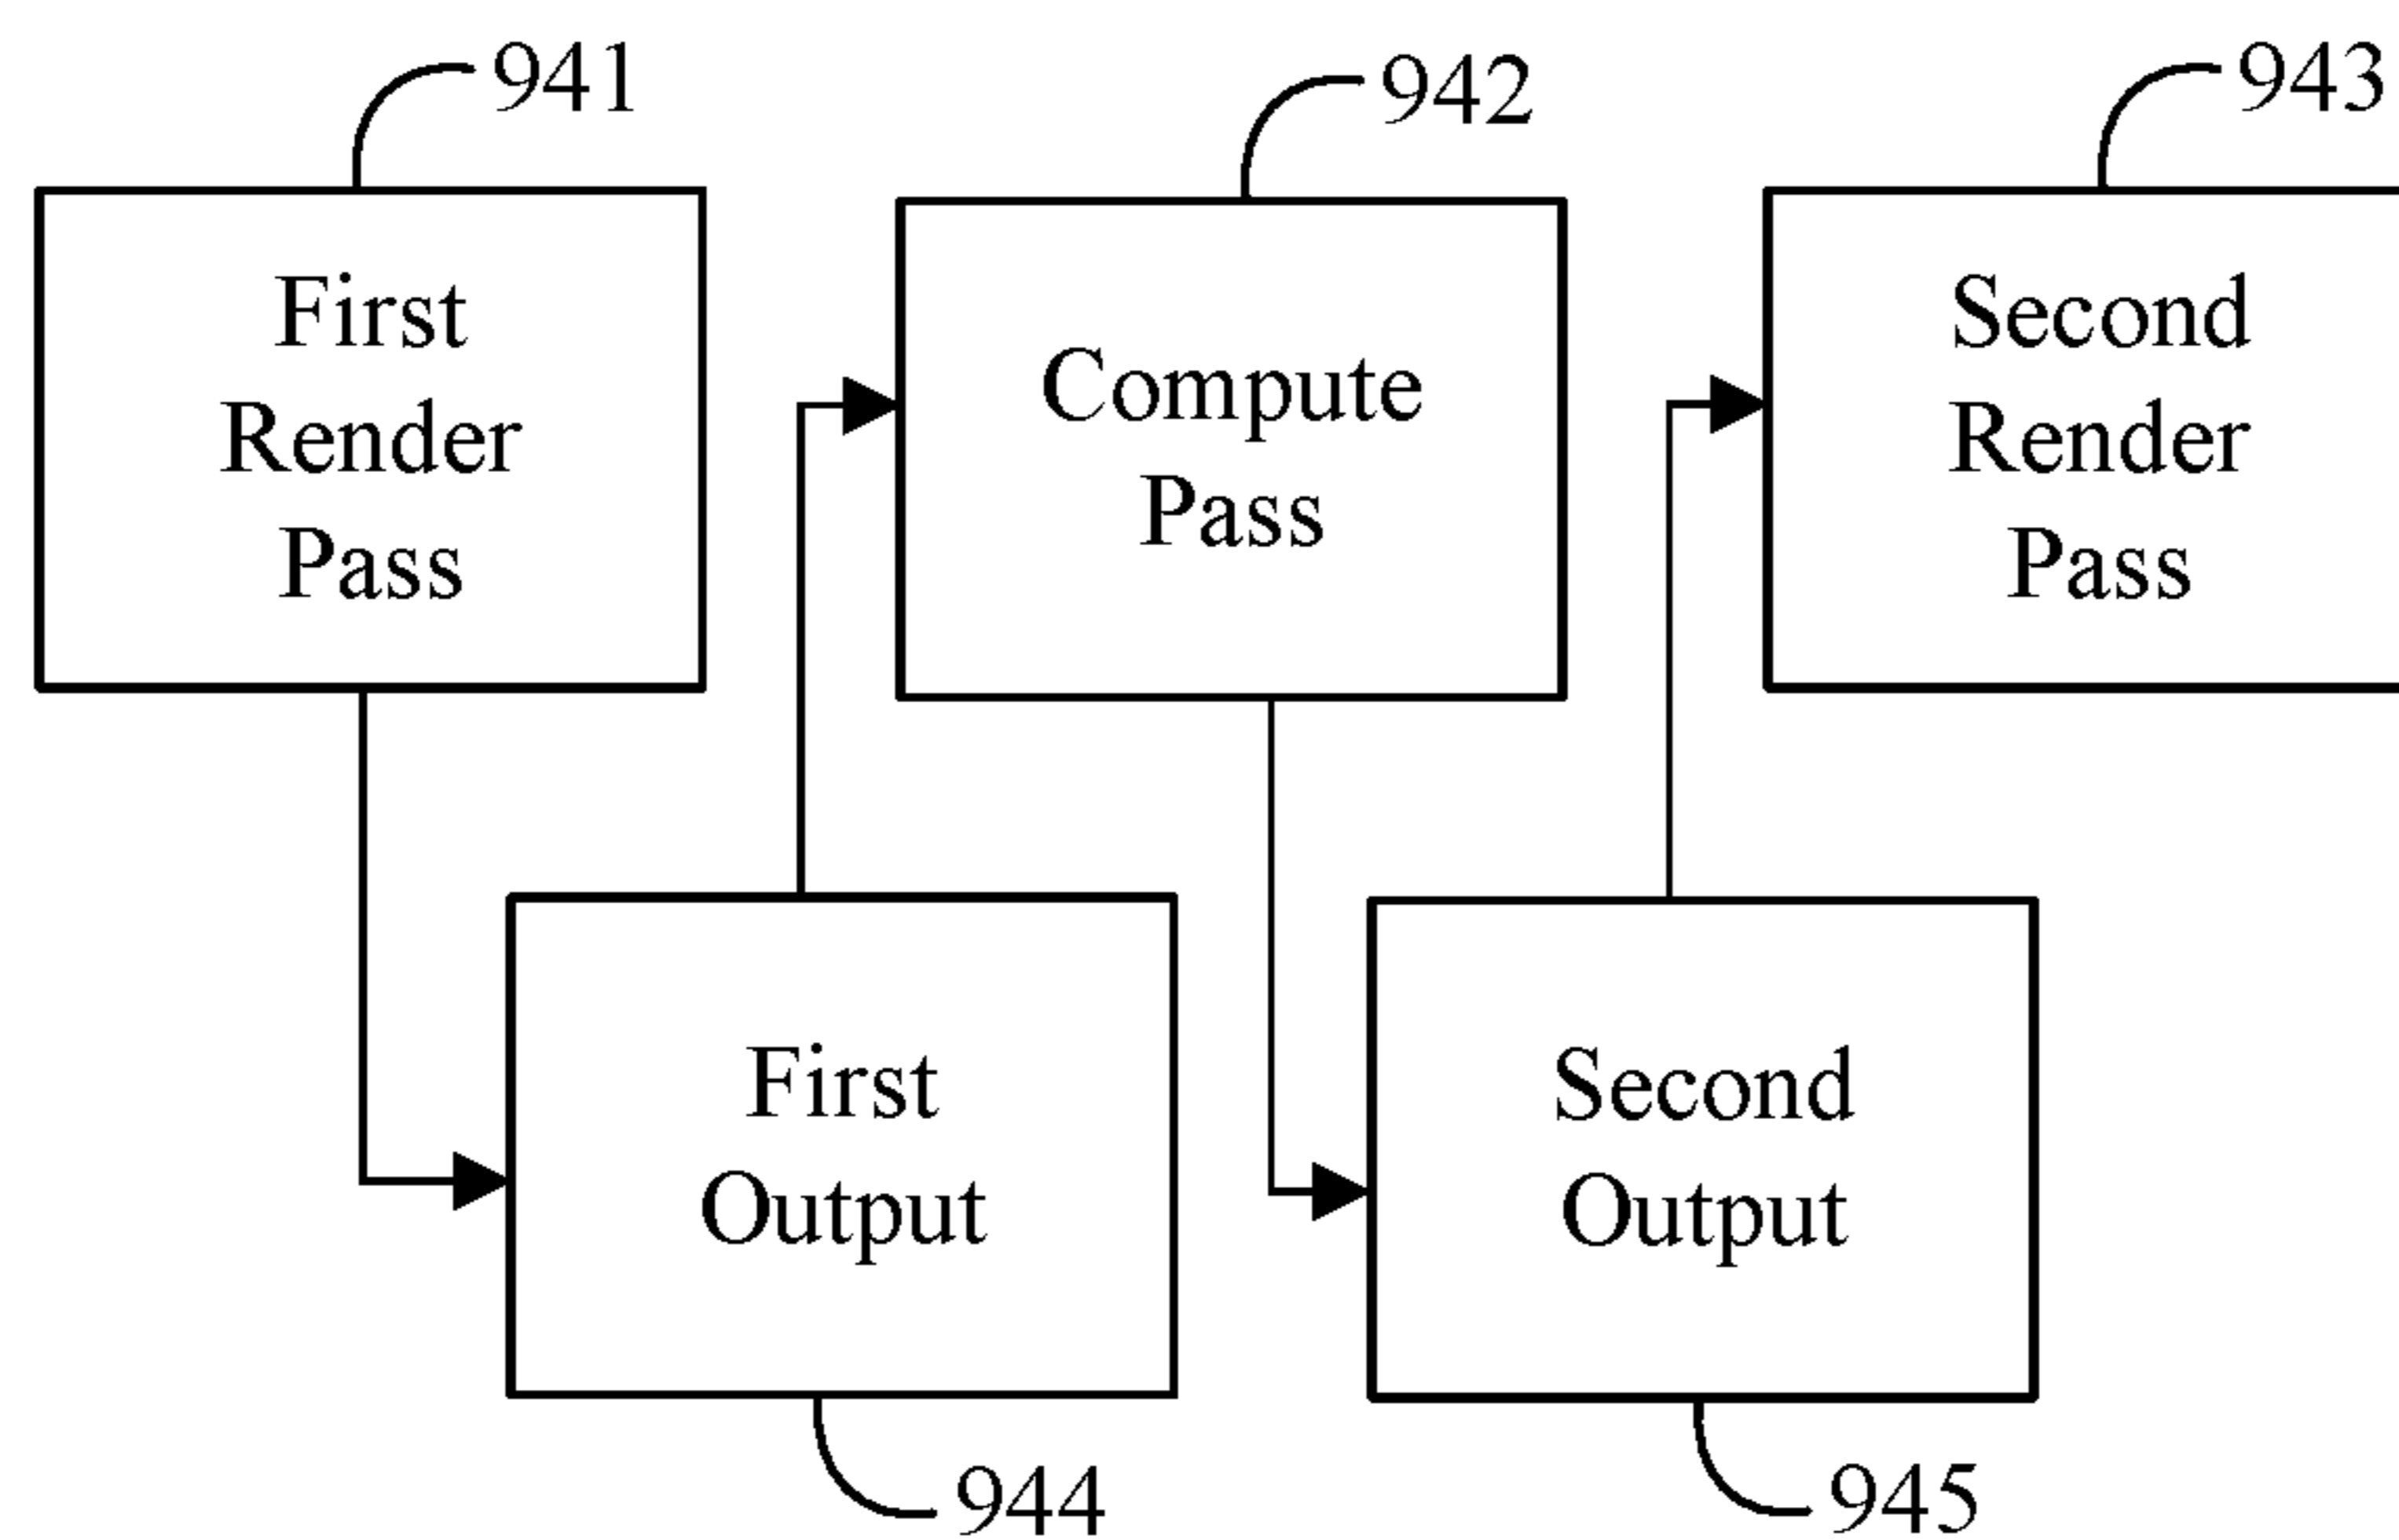 941
942
943
First
Render
Pass
Compute
Pass
Second
Render
Pass
First
Output
Second
Output
944
945